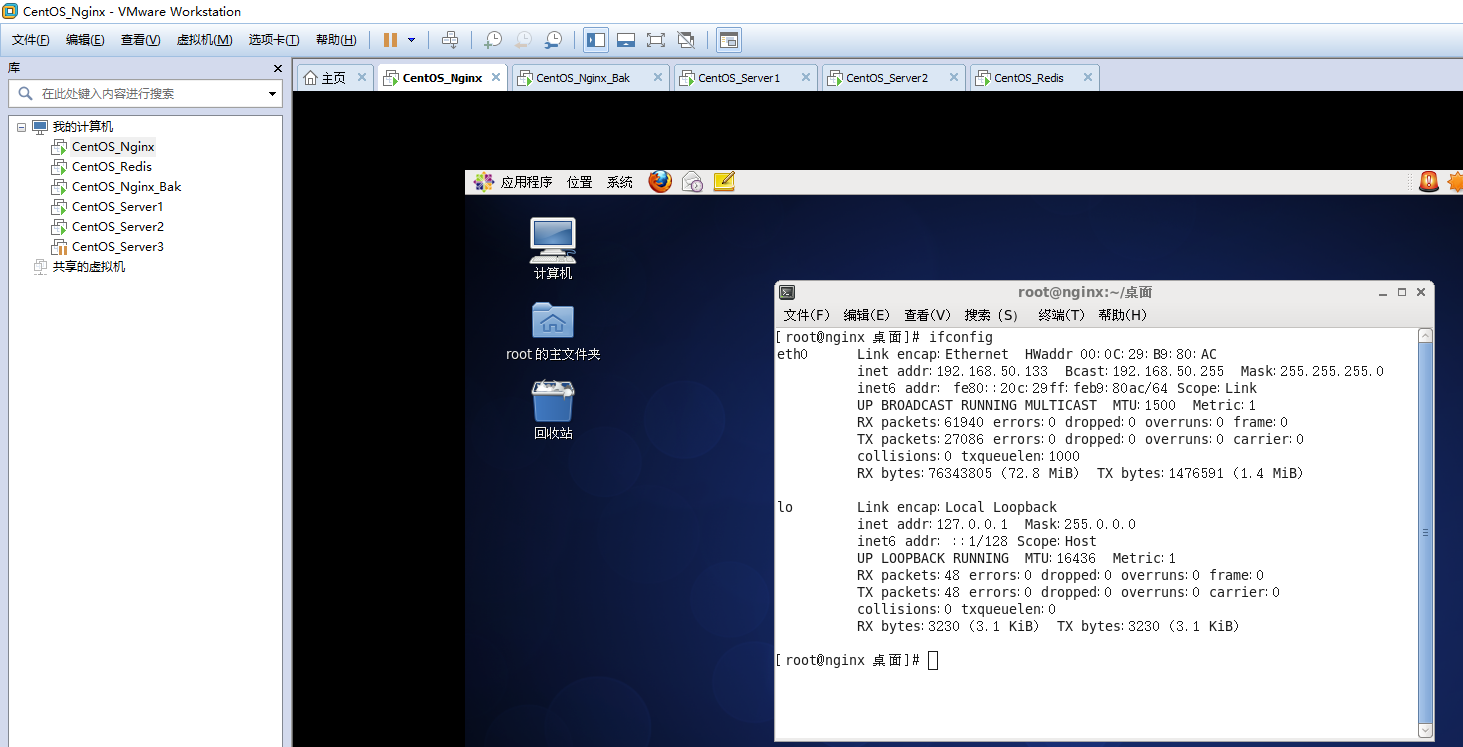 CentOS_Nginx - VMware Workstation
文件(F) 编辑(E) 查看(V) 虚拟机(M) 选项卡(T) 帮助(H)
库
在此处键入内容进行搜索
我的计算机
CentOS_Nginx
CentOS_Redis
CentOS_Nginx_Bak
CentOS_Server1
CentOS_Server2
CentOS_Server3
共享的虚拟机
主页 CentOS_Nginx CentOS_Nginx_Bak CentOS_Server1 CentOS_Server2 CentOS_Redis
应用程序 位置 系统
计算机
root 的主文件夹
回收站
root@nginx:~/桌面
文件(F) 编辑(E) 查看(V) 搜索 (S) 终端(T) 帮助(H)
[root@nginx 桌面]# ifconfig
eth0 Link encap:Ethernet HWaddr 00:0C:29:B9:80:AC
inet addr:192.168.50.133 Bcast:192.168.50.255 Mask:255.255.255.0
inet6 addr: fe80::20c:29ff:feb9:80ac/64 Scope:Link
UP BROADCAST RUNNING MULTICAST MTU:1500 Metric:1
RX packets:61940 errors:0 dropped:0 overruns:0 frame:0
TX packets:27086 errors:0 dropped:0 overruns:0 carrier:0
collisions:0 txqueuelen:1000
RX bytes:76343805 (72.8 MiB) TX bytes:1476591 (1.4 MiB)
lo Link encap:Local Loopback
inet addr:127.0.0.1 Mask:255.0.0.0
inet6 addr: ::1/128 Scope:Host
UP LOOPBACK RUNNING MTU:16436 Metric:1
RX packets:48 errors:0 dropped:0 overruns:0 frame:0
TX packets:48 errors:0 dropped:0 overruns:0 carrier:0
collisions:0 txqueuelen:0
RX bytes:3230 (3.1 KiB) TX bytes:3230 (3.1 KiB)
[root@nginx 桌面]#